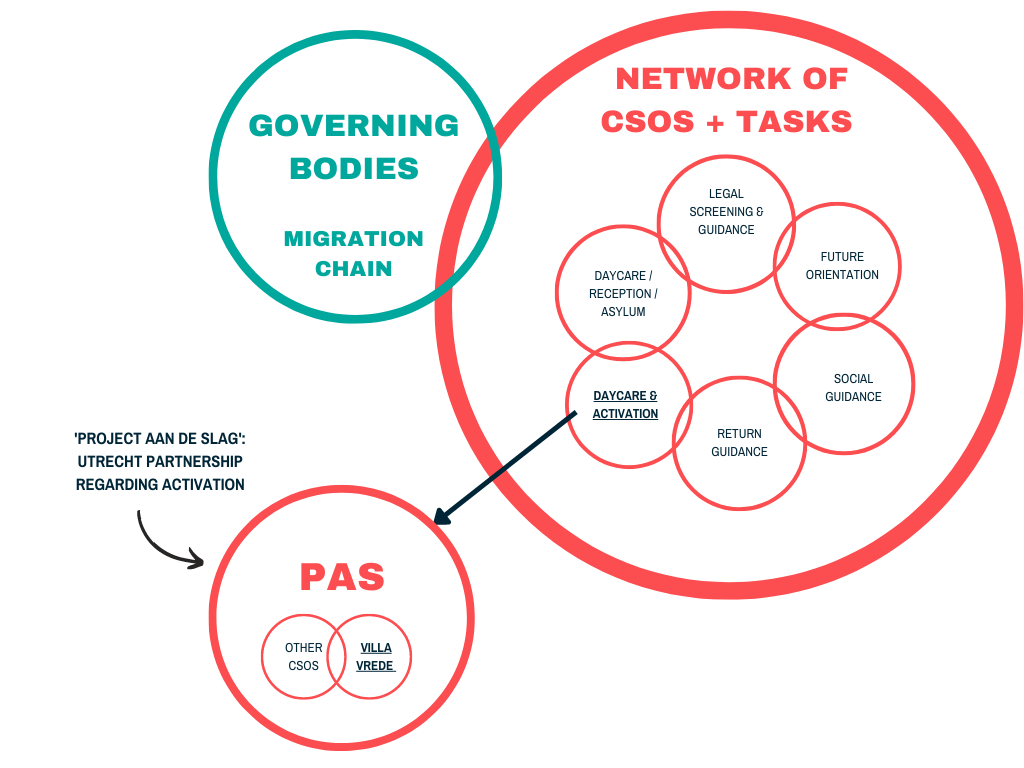 GOVERNING
BODIES
MIGRATION
CHAIN
NETWORK OF
CSOS + TASKS
LEGAL
SCREENING &
GUIDANCE
FUTURE
ORIENTATION
DAYCARE /
RECEPTION /
ASYLUM
SOCIAL
GUIDANCE
DAYCARE &
ACTIVATION
RETURN
GUIDANCE
'PROJECT AAN DE SLAG':
UTRECHT PARTNERSHIP
REGARDING ACTIVATION
PAS
OTHER
CSOS
VILLA
VREDE